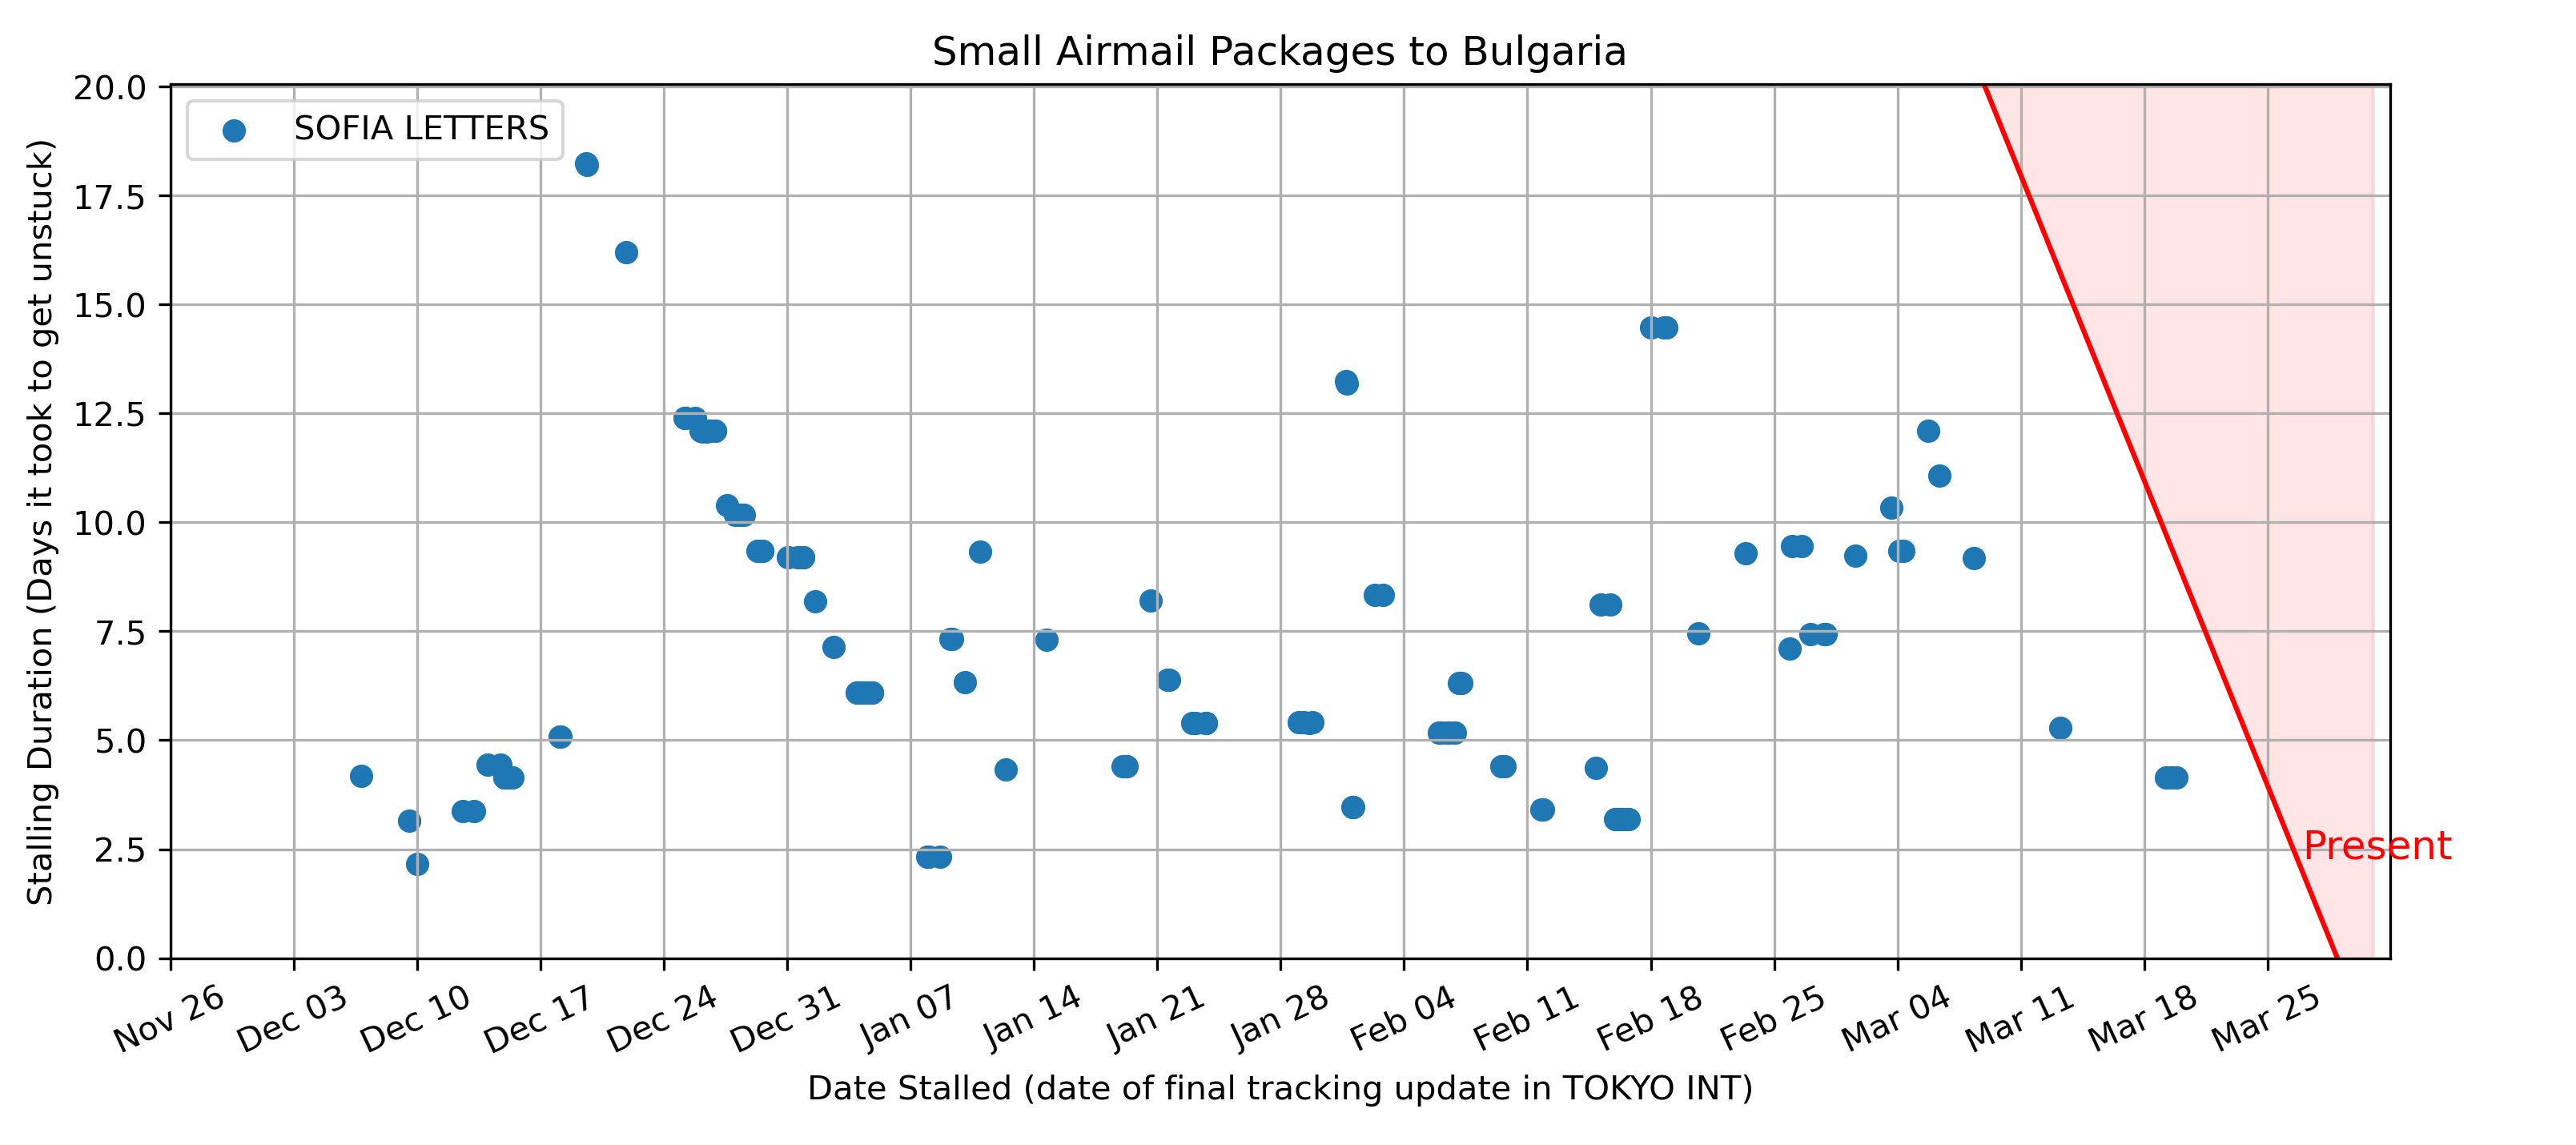 Small Airmail Packages to Bulgaria
SOFIA LETTERS
Stalling Duration (Days it took to get unstuck)
20.0
17.5
15.0
12.5
10.0
7.5
5.0
2.5
0.0
Present
Nov 26
Dec 03
Dec 10
Dec 17
Dec 24
Dec 31
Jan 07
Jan 14
Jan 21
Jan 28
Feb 04
Feb 11
Feb 18
Feb 25
Mar 04
Mar 11
Mar 18
Mar 25
Date Stalled (date of final tracking update in TOKYO INT)